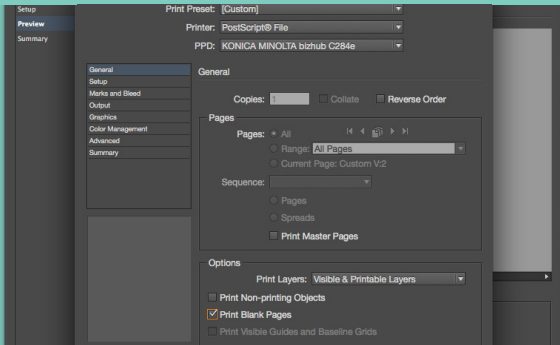 Setup
Preview
Summary
Print Preset: [Custom]
Printer: PostScript® File
PPD: KONICA MINOLTA bizhub C284e
General
Setup
Marks and Bleed
Output
Graphics
Color Management
Advanced
Summary
General
Copies: 1 Collate Reverse Order
Pages
Pages: All
Range: All Pages
Current Page: Custom V:2
Sequence:
Pages
Spreads
Print Master Pages
Options
Print Layers: Visible & Printable Layers
Print Non-printing Objects
Print Blank Pages
Print Visible Guides and Baseline Grids